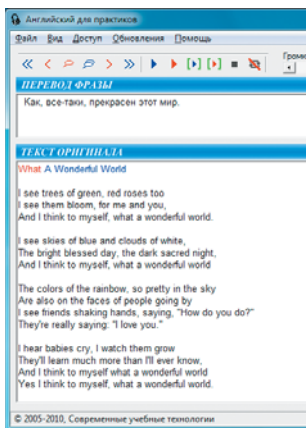 Английский для практиков
Файл Вид Доступ Обновления Помощь
Громк
ПЕРЕВОД ФРАЗЫ
Как, все-таки, прекрасен этот мир.
ТЕКСТ ОРИГИНАЛА
What A Wonderful World
I see trees of green, red roses too
I see them bloom, for me and you,
And I think to myself, what a wonderful world.
I see skies of blue and clouds of white,
The bright blessed day, the dark sacred night,
And I think to myself, what a wonderful world
The colors of the rainbow, so pretty in the sky
Are also on the faces of people going by
I see friends shaking hands, saying, "How do you do?"
They're really saying: "I love you."
I hear babies cry, I watch them grow
They'll learn much more than I'll ever know,
And I think to myself what a wonderful world
Yes I think to myself, what a wonderful world.
© 2005-2010, Современные учебные технологии